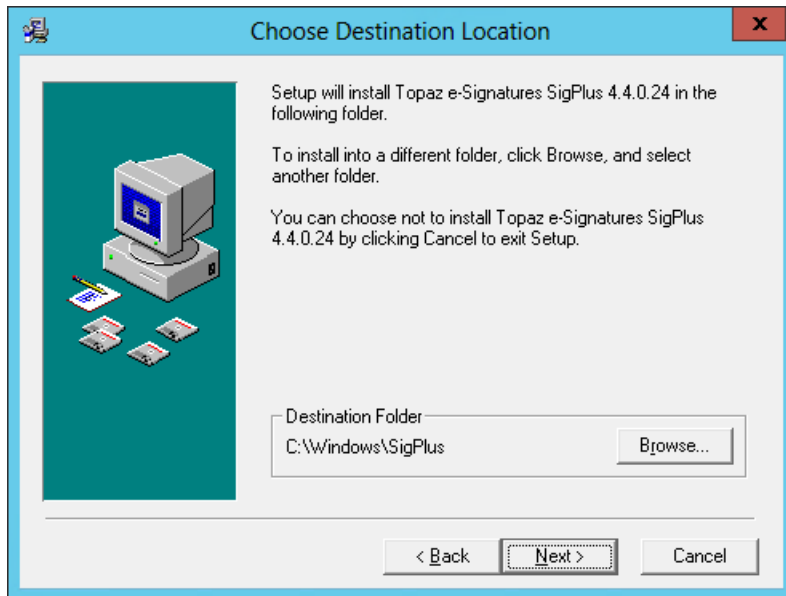 Choose Destination Location
x
Setup will install Topaz e-Signatures SigPlus 4.4.0.24 in the
following folder.
To install into a different folder, click Browse, and select
another folder.
You can choose not to install Topaz e-Signatures SigPlus
4.4.0.24 by clicking Cancel to exit Setup.
Destination Folder
C:\Windows\SigPlus
Browse...
< Back
Next >
Cancel